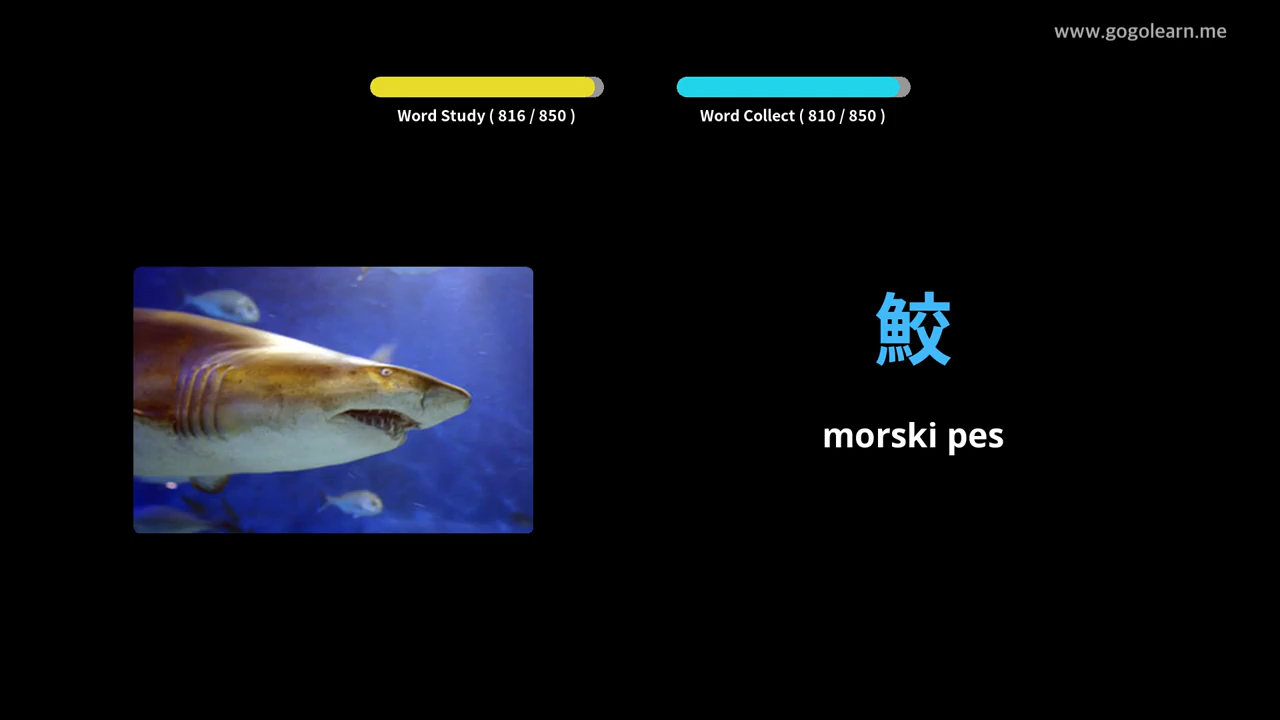 www.gogolearn.me
Word Study ( 816 / 850 )
Word Collect ( 810 / 850 )
鮫
morski pes